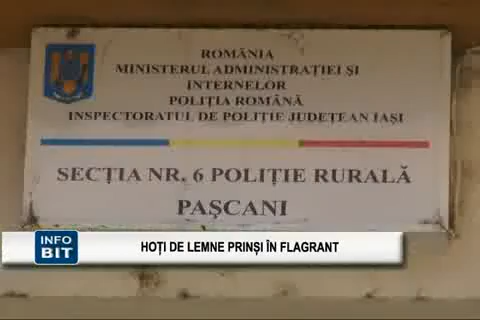 ROMÂNIA
MINISTERUL ADMINISTRAȚIEI ȘI
INTERNELOR
POLIȚIA ROMÂNĂ
INSPECTORATUL DE POLIȚIE JUDEȚEAN IAȘI
SECȚIA NR. 6 POLIȚIE RURALĂ
PAȘCANI
INFO
BIT
HOȚI DE LEMNE PRINȘI ÎN FLAGRANT